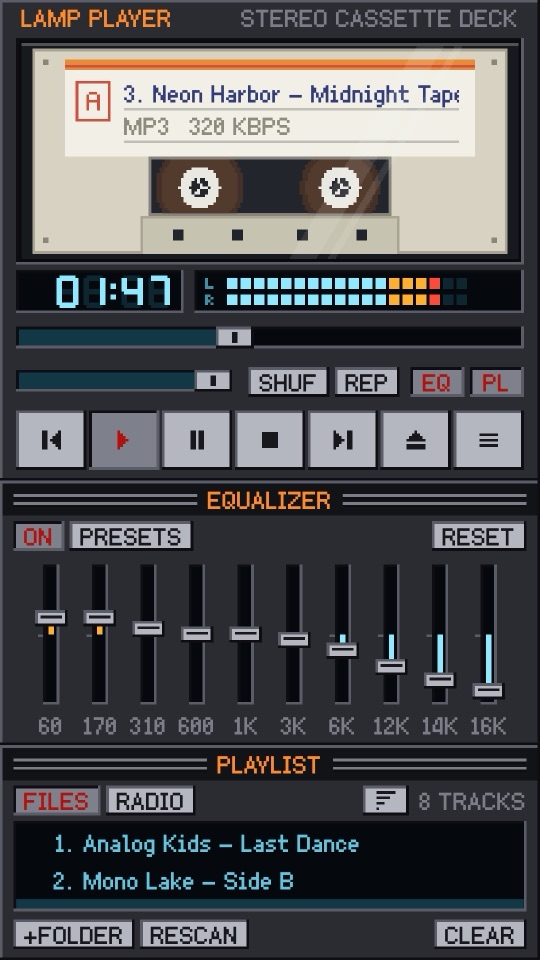 LAMP PLAYER STEREO CASSETTE DECK
A 3. Neon Harbor – Midnight Tape
MP3 320 KBPS
01:47 L
R
SHUF REP EQ PL
EQUALIZER
ON PRESETS RESET
60 170 310 600 1K 3K 6K 12K 14K 16K
PLAYLIST
FILES RADIO 8 TRACKS
1. Analog Kids – Last Dance
2. Mono Lake – Side B
+FOLDER RESCAN CLEAR